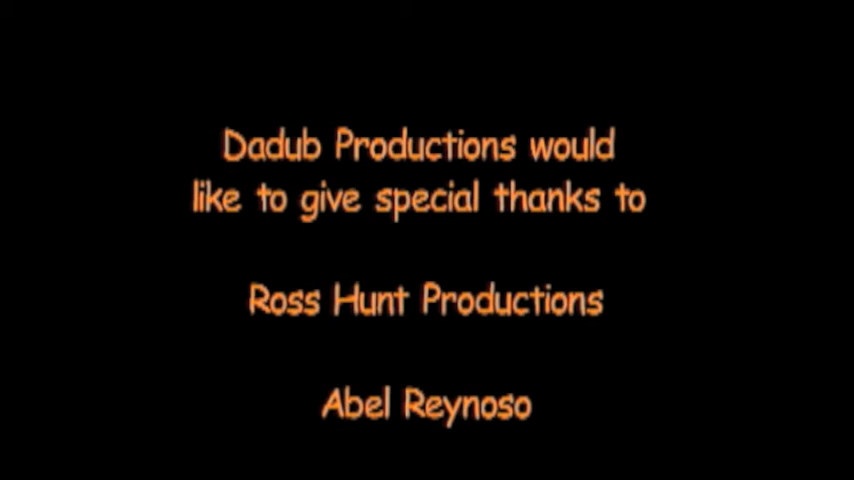 Dadub Productions would
like to give special thanks to
Ross Hunt Productions
Abel Reynoso